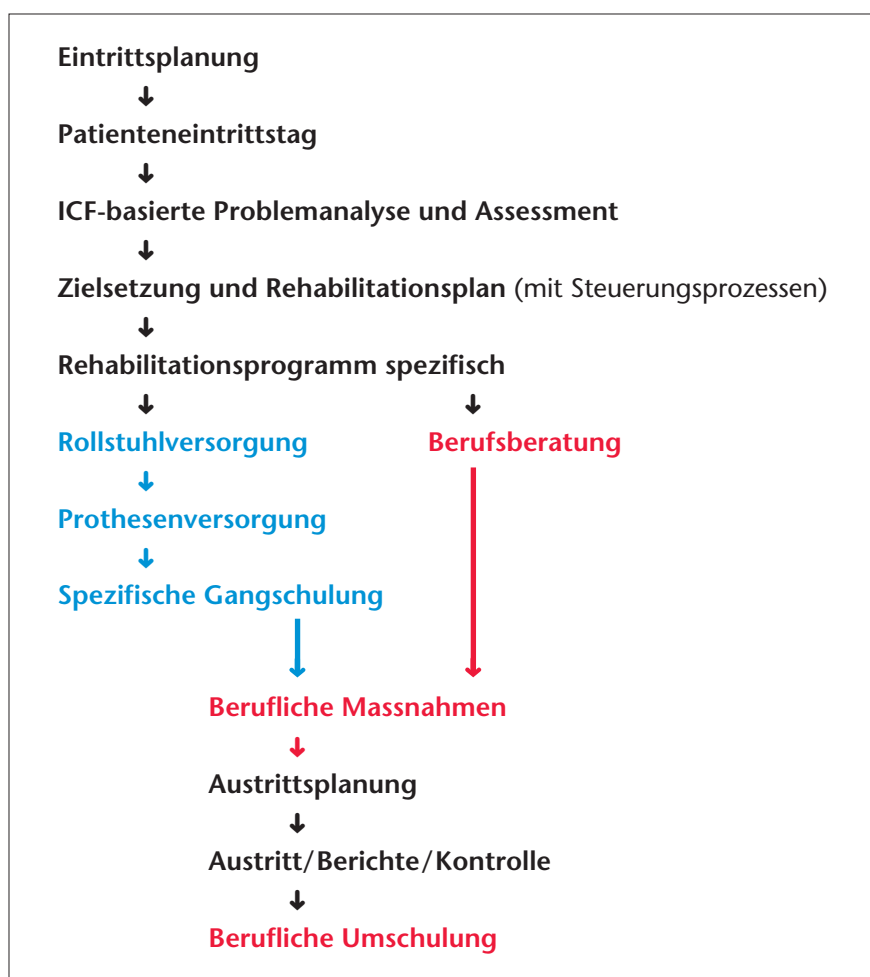 Eintrittsplanung
Patienteneintrittstag
ICF-basierte Problemanalyse und Assessment
Zielsetzung und Rehabilitationsplan (mit Steuerungsprozessen)
Rehabilitationsprogramm spezifisch
Rollstuhlversorgung Berufsberatung
Prothesenversorgung
Spezifische Gangschulung
Berufliche Massnahmen
Austrittsplanung
Austritt/Berichte/Kontrolle
Berufliche Umschulung